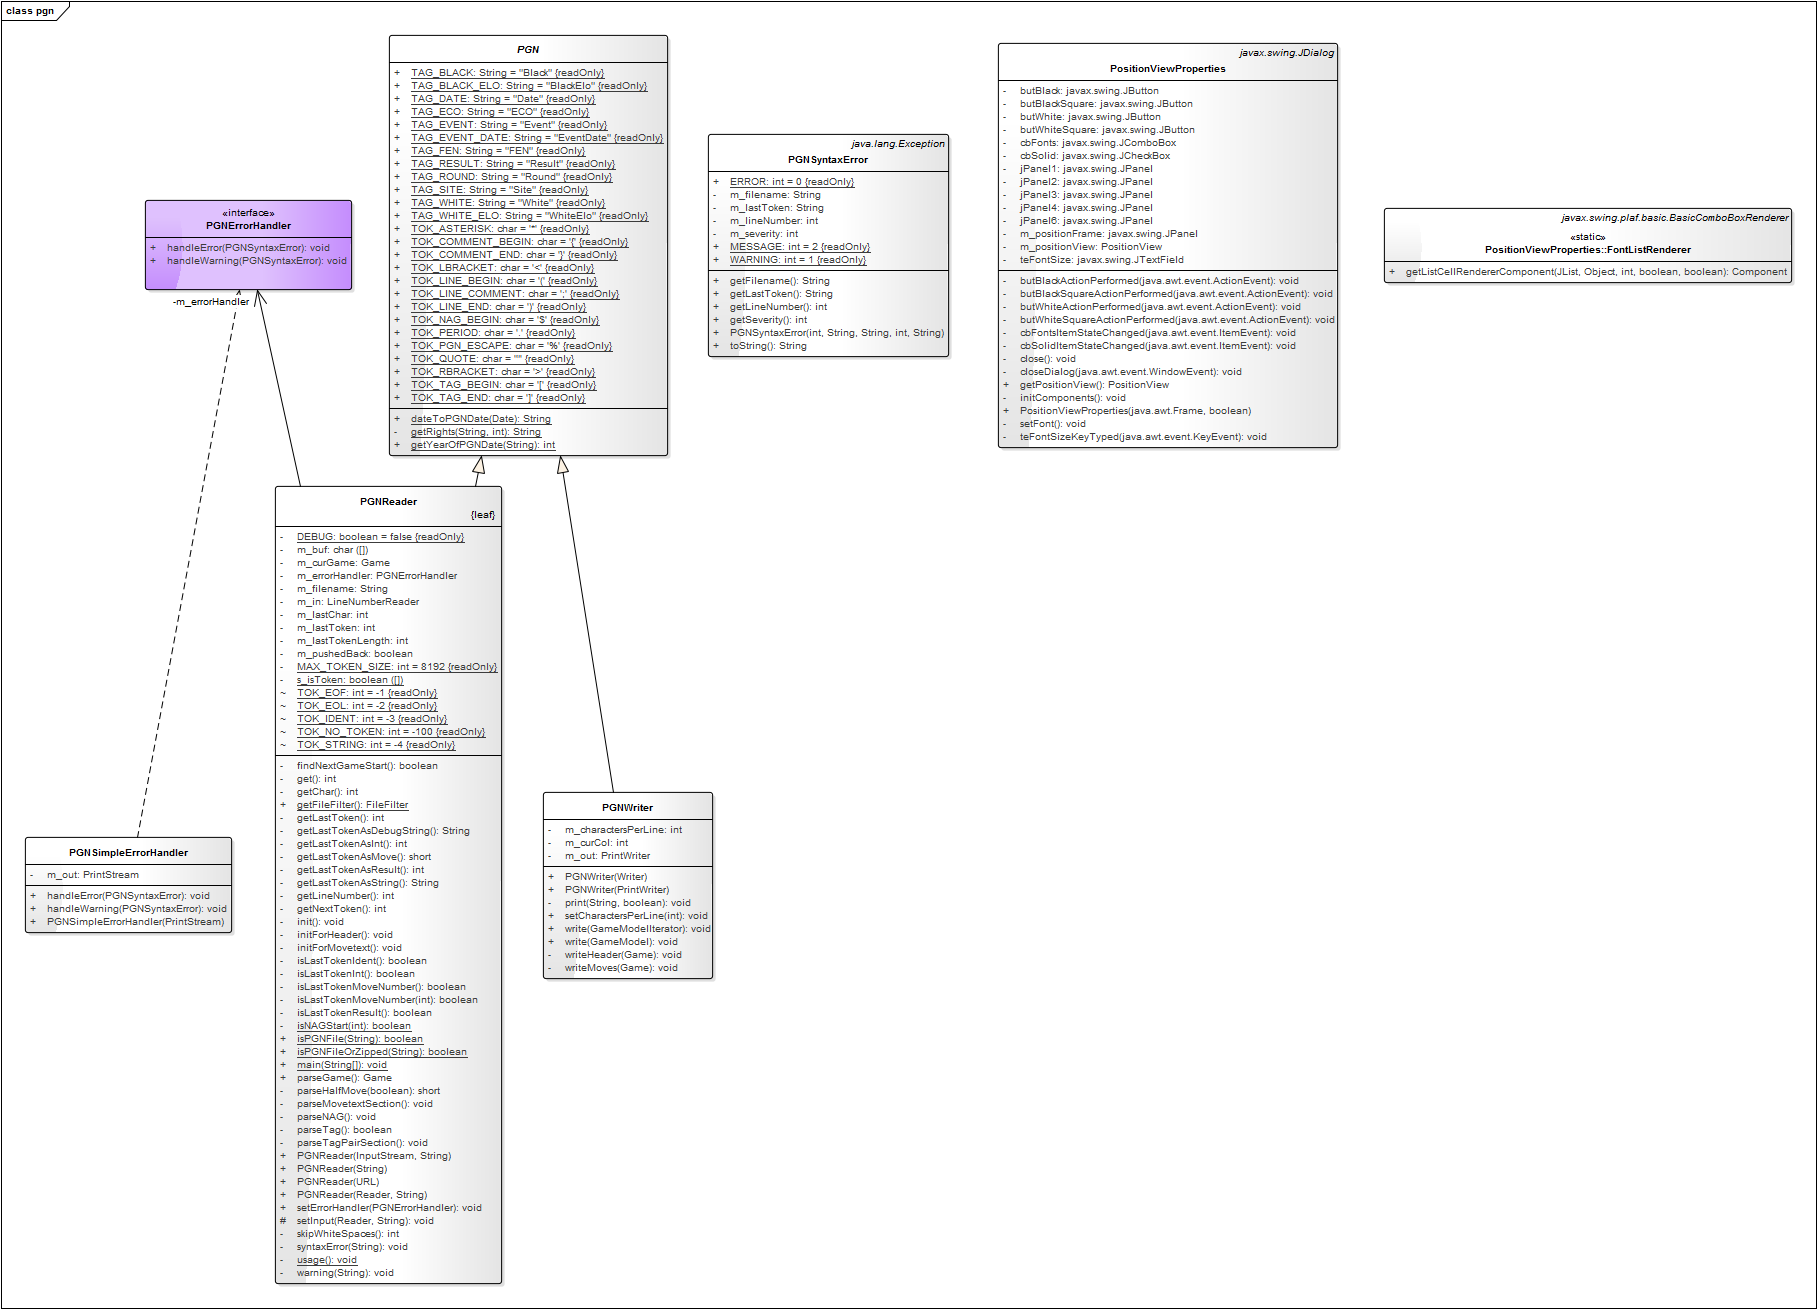 class pgn
PGN
+ TAG_BLACK: String = "Black" {readOnly}
+ TAG_BLACK_ELO: String = "BlackElo" {readOnly}
+ TAG_DATE: String = "Date" {readOnly}
+ TAG_ECO: String = "ECO" {readOnly}
+ TAG_EVENT: String = "Event" {readOnly}
+ TAG_EVENT_DATE: String = "EventDate" {readOnly}
+ TAG_FEN: String = "FEN" {readOnly}
+ TAG_RESULT: String = "Result" {readOnly}
+ TAG_ROUND: String = "Round" {readOnly}
+ TAG_SITE: String = "Site" {readOnly}
+ TAG_WHITE: String = "White" {readOnly}
+ TAG_WHITE_ELO: String = "WhiteElo" {readOnly}
+ TOK_ASTERISK: char = '*' {readOnly}
+ TOK_COMMENT_BEGIN: char = '{' {readOnly}
+ TOK_COMMENT_END: char = '}' {readOnly}
+ TOK_LBRACKET: char = '<' {readOnly}
+ TOK_LINE_BEGIN: char = '(' {readOnly}
+ TOK_LINE_COMMENT: char = ';' {readOnly}
+ TOK_LINE_END: char = ')' {readOnly}
+ TOK_NAG_BEGIN: char = '$' {readOnly}
+ TOK_PERIOD: char = '.' {readOnly}
+ TOK_PGN_ESCAPE: char = '%' {readOnly}
+ TOK_QUOTE: char = '"' {readOnly}
+ TOK_RBRACKET: char = '>' {readOnly}
+ TOK_TAG_BEGIN: char = '[' {readOnly}
+ TOK_TAG_END: char = ']' {readOnly}
+ dateToPGNDate(Date): String
- getRights(String, int): String
+ getYearOfPGNDate(String): int
javax.swing.JDialog
PositionViewProperties
- butBlack: javax.swing.JButton
- butBlackSquare: javax.swing.JButton
- butWhite: javax.swing.JButton
- butWhiteSquare: javax.swing.JButton
- cbFonts: javax.swing.JComboBox
- cbSolid: javax.swing.JCheckBox
- jPanel1: javax.swing.JPanel
- jPanel2: javax.swing.JPanel
- jPanel3: javax.swing.JPanel
- jPanel4: javax.swing.JPanel
- jPanel6: javax.swing.JPanel
- m_positionFrame: javax.swing.JPanel
- m_positionView: PositionView
- teFontSize: javax.swing.JTextField
- butBlackActionPerformed(java.awt.event.ActionEvent): void
- butBlackSquareActionPerformed(java.awt.event.ActionEvent): void
- butWhiteActionPerformed(java.awt.event.ActionEvent): void
- butWhiteSquareActionPerformed(java.awt.event.ActionEvent): void
- cbFontsItemStateChanged(java.awt.event.ItemEvent): void
- cbSolidItemStateChanged(java.awt.event.ItemEvent): void
- close(): void
- closeDialog(java.awt.event.WindowEvent): void
+ getPositionView(): PositionView
- initComponents(): void
+ PositionViewProperties(java.awt.Frame, boolean)
- setFont(): void
- teFontSizeKeyTyped(java.awt.event.KeyEvent): void
java.lang.Exception
PGNSyntaxError
+ ERROR: int = 0 {readOnly}
- m_filename: String
- m_lastToken: String
- m_lineNumber: int
- m_severity: int
+ MESSAGE: int = 2 {readOnly}
+ WARNING: int = 1 {readOnly}
+ getFilename(): String
+ getLastToken(): String
+ getLineNumber(): int
+ getSeverity(): int
+ PGNSyntaxError(int, String, String, int, String)
+ toString(): String
javax.swing.plaf.basic.BasicComboBoxRenderer
«static»
PositionViewProperties::FontListRenderer
+ getListCellRendererComponent(JList, Object, int, boolean, boolean): Component
«interface»
PGNErrorHandler
+ handleError(PGNSyntaxError): void
+ handleWarning(PGNSyntaxError): void
-m_errorHandler
PGNReader
{leaf}
- DEBUG: boolean = false {readOnly}
- m_buf: char ([])
- m_curGame: Game
- m_errorHandler: PGNErrorHandler
- m_filename: String
- m_in: LineNumberReader
- m_lastChar: int
- m_lastToken: int
- m_lastTokenLength: int
- m_pushedBack: boolean
- MAX_TOKEN_SIZE: int = 8192 {readOnly}
- s_isToken: boolean ([])
~ TOK_EOF: int = -1 {readOnly}
~ TOK_EOL: int = -2 {readOnly}
~ TOK_IDENT: int = -3 {readOnly}
~ TOK_NO_TOKEN: int = -100 {readOnly}
~ TOK_STRING: int = -4 {readOnly}
- findNextGameStart(): boolean
- get(): int
- getChar(): int
+ getFileFilter(): FileFilter
- getLastToken(): int
- getLastTokenAsDebugString(): String
- getLastTokenAsInt(): int
- getLastTokenAsMove(): short
- getLastTokenAsResult(): int
- getLastTokenAsString(): String
- getLineNumber(): int
- getNextToken(): int
- init(): void
- initForHeader(): void
- initForMovetext(): void
- isLastTokenIdent(): boolean
- isLastTokenInt(): boolean
- isLastTokenMoveNumber(): boolean
- isLastTokenMoveNumber(int): boolean
- isLastTokenResult(): boolean
- isNAGStart(int): boolean
+ isPGNFile(String): boolean
+ isPGNFileOrZipped(String): boolean
+ main(String[]): void
+ parseGame(): Game
- parseHalfMove(boolean): short
- parseMovetextSection(): void
- parseNAG(): void
- parseTag(): boolean
- parseTagPairSection(): void
+ PGNReader(InputStream, String)
+ PGNReader(String)
+ PGNReader(URL)
+ PGNReader(Reader, String)
+ setErrorHandler(PGNErrorHandler): void
# setInput(Reader, String): void
- skipWhiteSpaces(): int
- syntaxError(String): void
- usage(): void
- warning(String): void
PGNWriter
- m_charactersPerLine: int
- m_curCol: int
- m_out: PrintWriter
+ PGNWriter(Writer)
+ PGNWriter(PrintWriter)
- print(String, boolean): void
+ setCharactersPerLine(int): void
+ write(GameModelIterator): void
+ write(GameModel): void
- writeHeader(Game): void
- writeMoves(Game): void
PGNSimpleErrorHandler
- m_out: PrintStream
+ handleError(PGNSyntaxError): void
+ handleWarning(PGNSyntaxError): void
+ PGNSimpleErrorHandler(PrintStream)